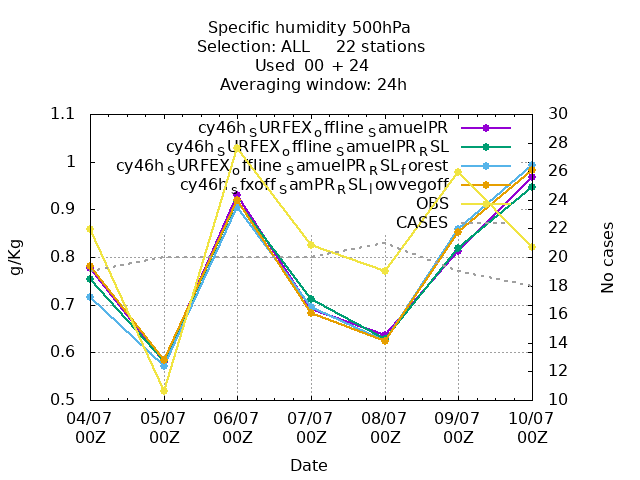 Specific humidity 500hPa
Selection: ALL 22 stations
Used 00 + 24
Averaging window: 24h
1.1
1
0.9
0.8
0.7
0.6
0.5
g/Kg
30
28
26
24
22
20
18
16
14
12
10
No cases
cy46h_SURFEX_offline_samuelPR
cy46h_SURFEX_offline_samuelPR_RSL
cy46h_SURFEX_offline_samuelPR_RSL_forest
cy46h_sfxoff_samPR_RSL_lowvegoff
OBS
CASES
04/07 05/07 06/07 07/07 08/07 09/07 10/07
00Z 00Z 00Z 00Z 00Z 00Z 00Z
Date